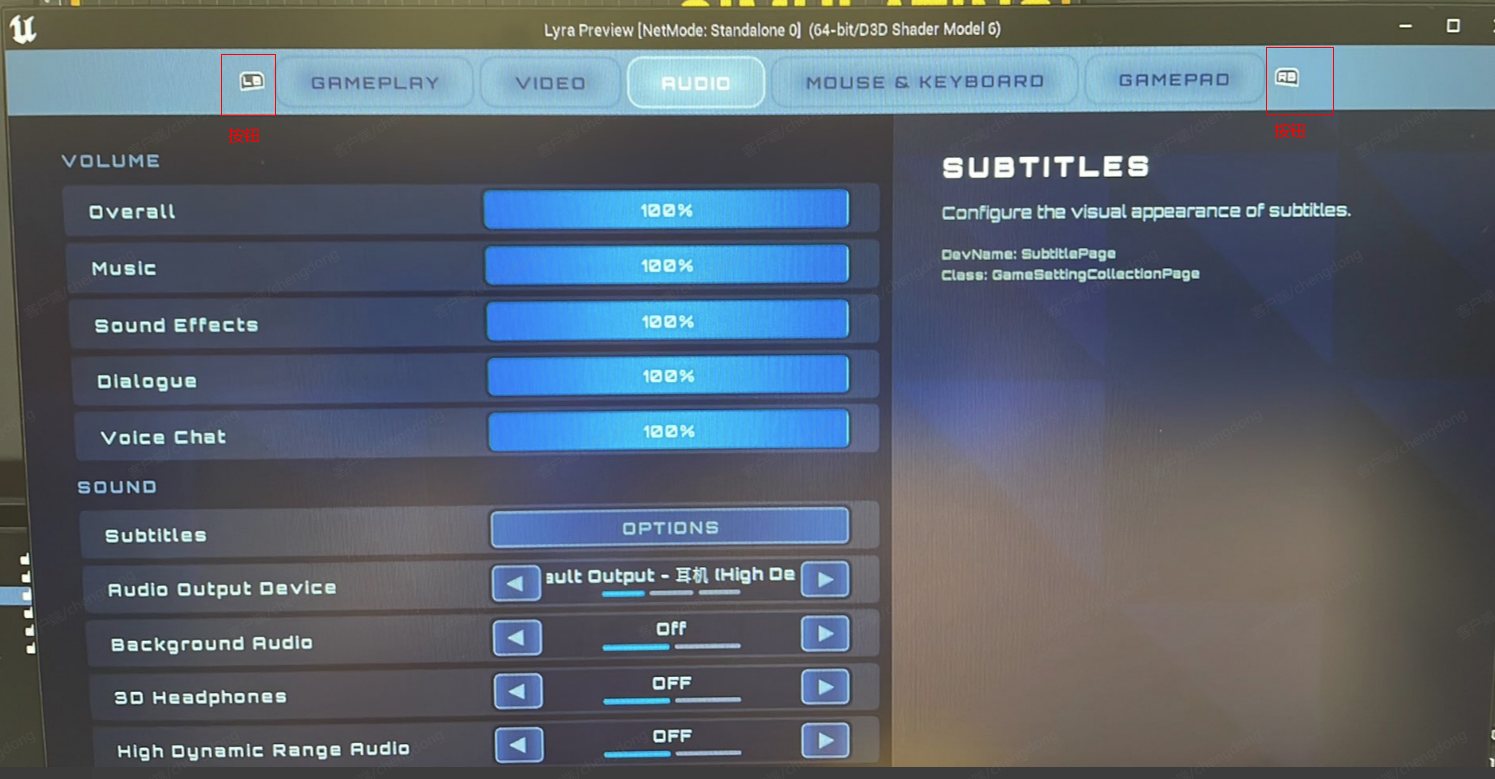 Lyra Preview [NetMode: Standalone 0] (64-bit/D3D Shader Model 6)
LB
GAMEPLAY
VIDEO
AUDIO
MOUSE & KEYBOARD
GAMEPAD
RB
按钮
按钮
VOLUME
Overall
100%
Music
100%
Sound Effects
100%
Dialogue
100%
Voice Chat
100%
SOUND
Subtitles
OPTIONS
Audio Output Device
ault Output - 耳机 (High De
Background Audio
Off
3D Headphones
OFF
High Dynamic Range Audio
OFF
SUBTITLES
Configure the visual appearance of subtitles.
DevName: SubtitlePage
Class: GameSettingCollectionPage